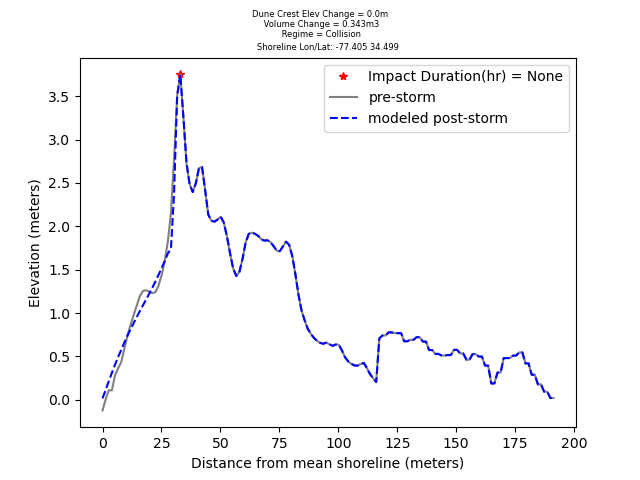 Dune Crest Elev Change = 0.0m
Volume Change = 0.343m3
Regime = Collision
Shoreline Lon/Lat: -77.405 34.499
Impact Duration(hr) = None
pre-storm
modeled post-storm
Elevation (meters)
3.5
3.0
2.5
2.0
1.5
1.0
0.5
0.0
0 25 50 75 100 125 150 175 200
Distance from mean shoreline (meters)